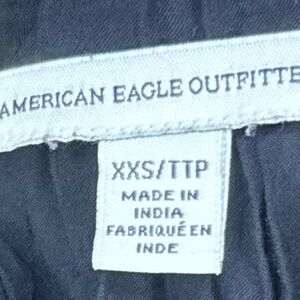 AMERICAN EAGLE OUTFITTE
XXS/TTP
MADE IN
INDIA
FABRIQUÉ EN
INDE